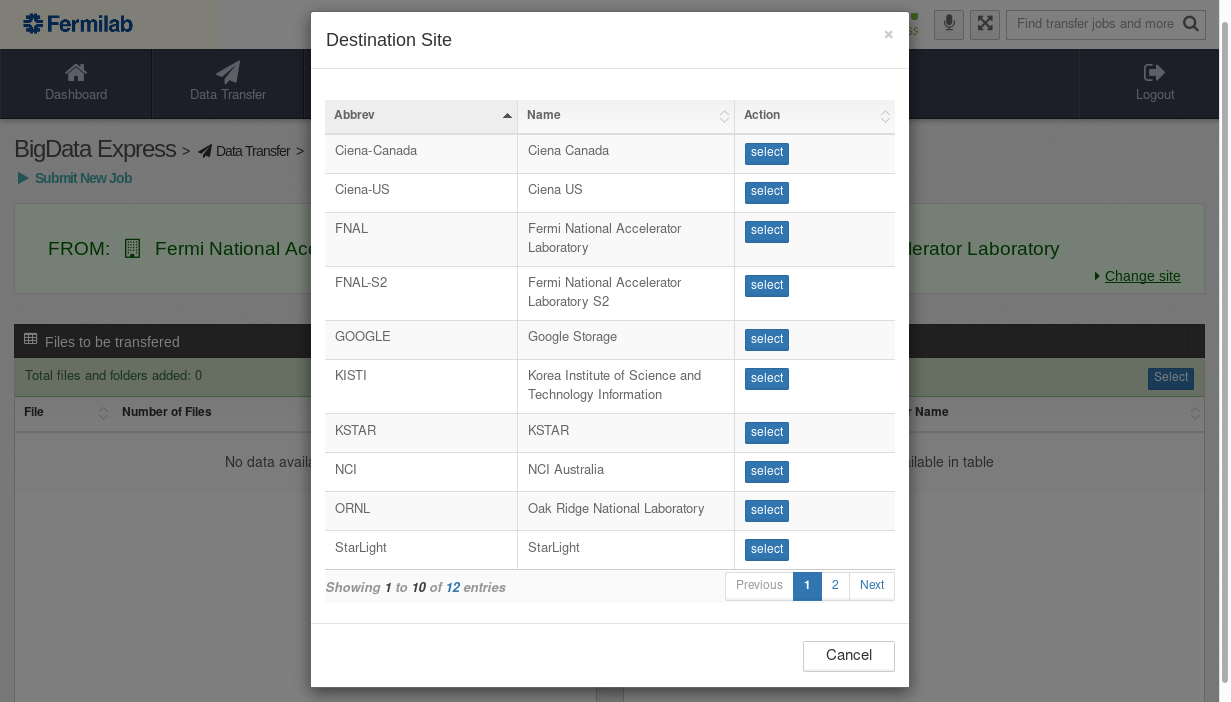 Fermilab
ss
Find transfer jobs and more
Dashboard
Data Transfer
Logout
BigData Express > Data Transfer >
Submit New Job
FROM: Fermi National Acc
lerator Laboratory
Change site
Files to be transfered
Total files and folders added: 0
Select
File
Number of Files
Name
No data availa
ailable in table
Destination Site
×
Abbrev
Name
Action
Ciena-Canada
Ciena Canada
select
Ciena-US
Ciena US
select
FNAL
Fermi National Accelerator
Laboratory
select
FNAL-S2
Fermi National Accelerator
Laboratory S2
select
GOOGLE
Google Storage
select
KISTI
Korea Institute of Science and
Technology Information
select
KSTAR
KSTAR
select
NCI
NCI Australia
select
ORNL
Oak Ridge National Laboratory
select
StarLight
StarLight
select
Showing 1 to 10 of 12 entries
Previous
1
2
Next
Cancel